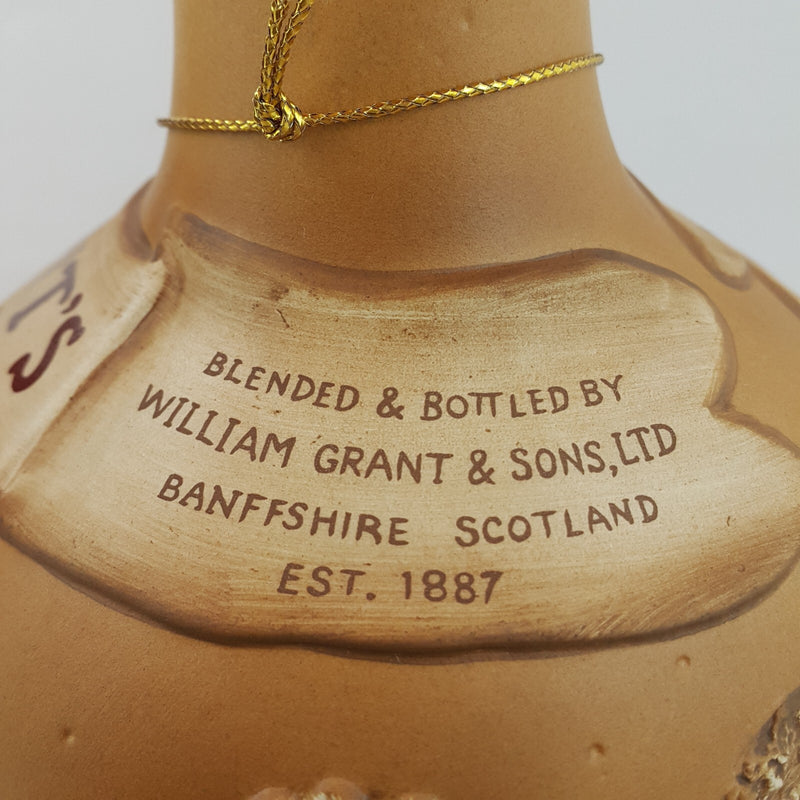 T'S
BLENDED & BOTTLED BY
WILLIAM GRANT & SONS, LTD
BANFFSHIRE SCOTLAND
EST. 1887